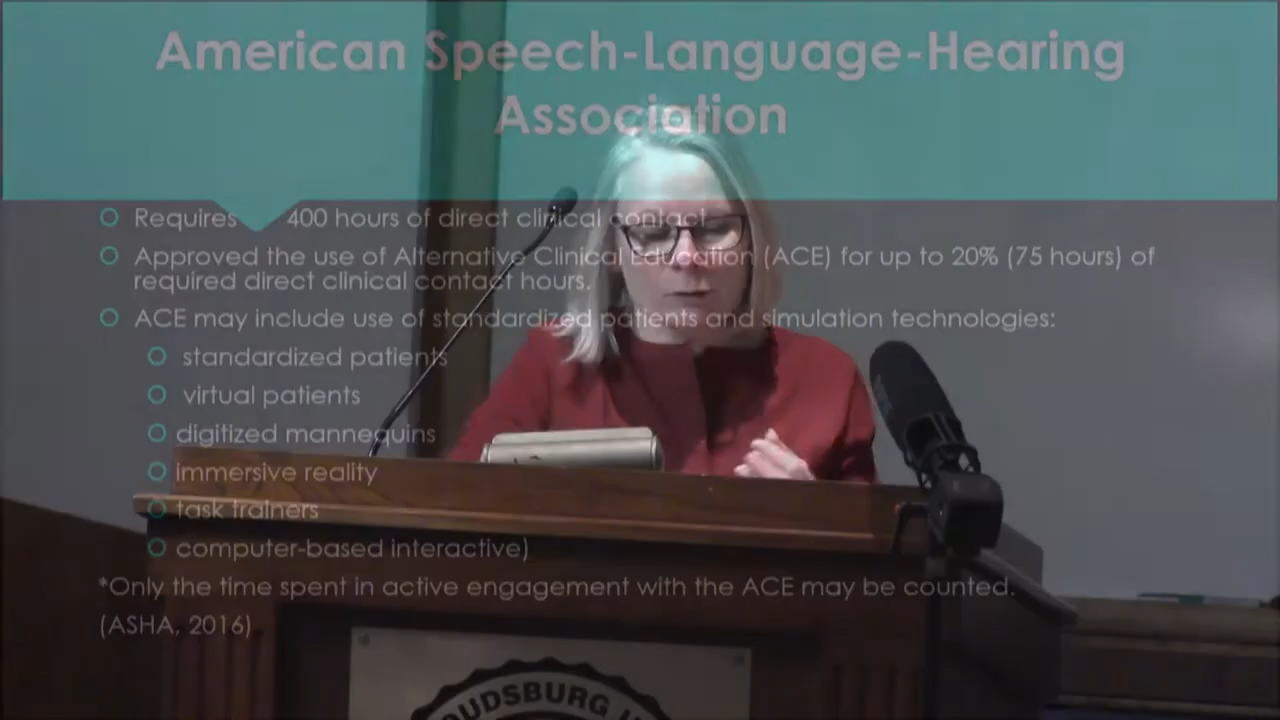 American Speech-Language-Hearing
Association
Requires 400 hours of direct clinical contact
Approved the use of Alternative Clinical Education (ACE) for up to 20% (75 hours) of
required direct clinical contact hours.
ACE may include use of standardized patients and simulation technologies:
standardized patients
virtual patients
digitized mannequins
immersive reality
task trainers
computer-based interactive)
*Only the time spent in active engagement with the ACE may be counted.
(ASHA, 2016)
OUDSBURG U